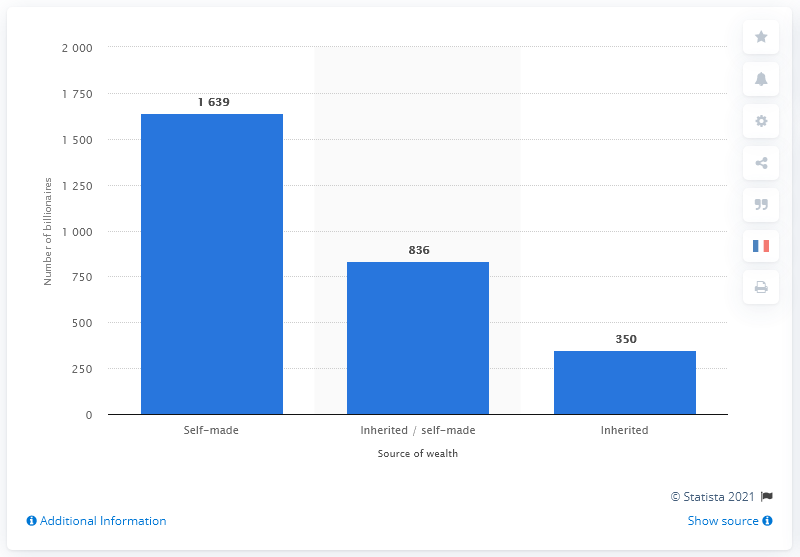 2 000
1 750
1 500
1 250
1 000
750
500
250
0
Number of billionaires
1 639
836
350
Self-made
Inherited / self-made
Inherited
Source of wealth
© Statista 2021
Additional Information
Show source